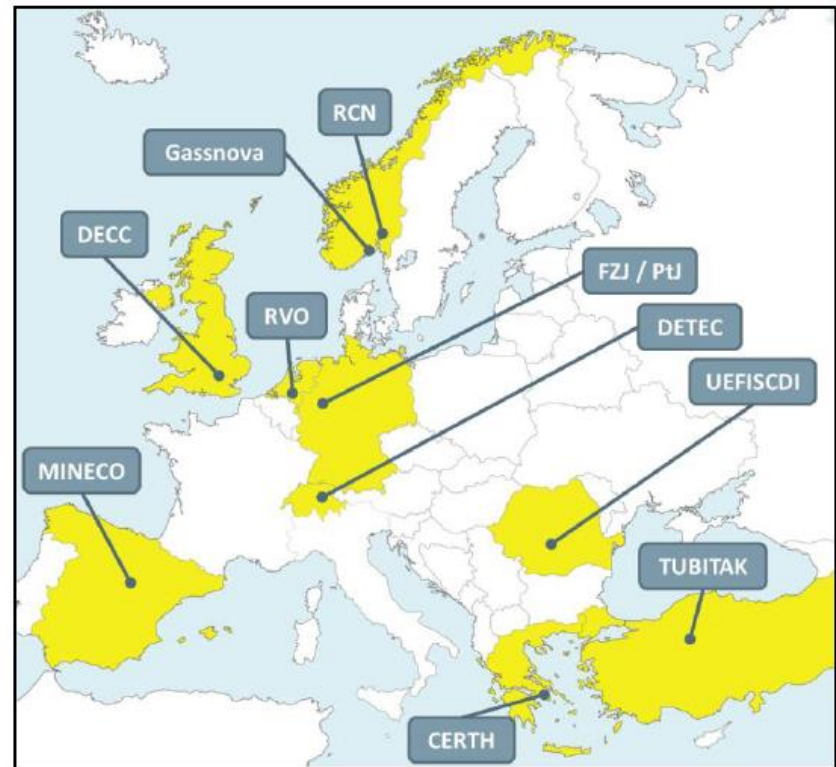 RCN
Gassnova
DECC
FZJ / PtJ
RVO
DETEC
UEFISCDI
MINECO
TUBITAK
CERTH